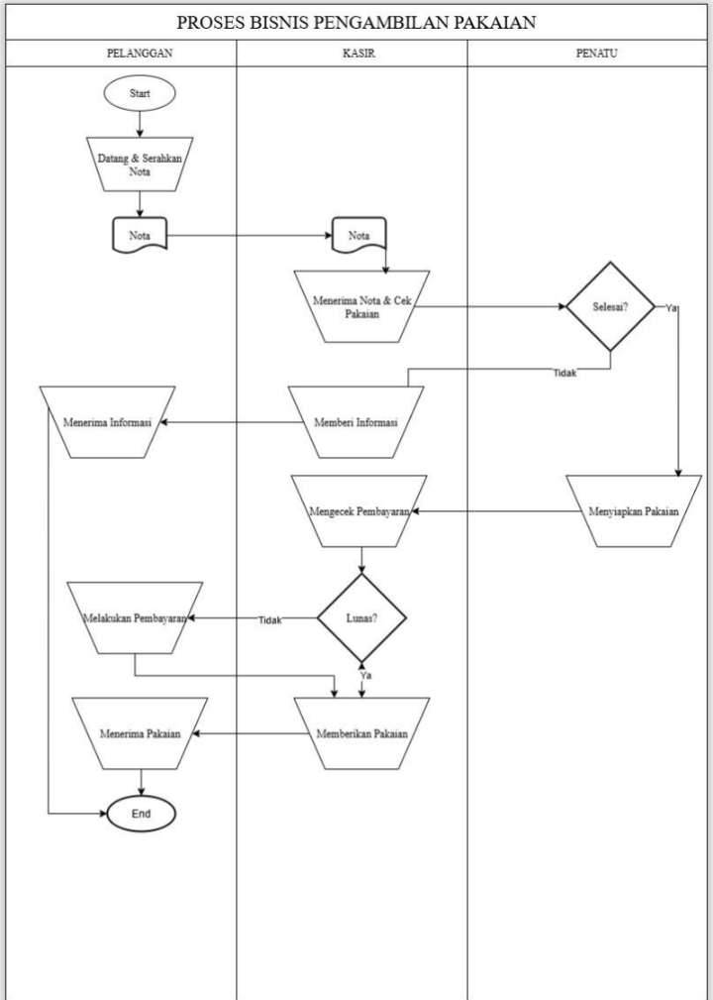 PROSES BISNIS PENGAMBILAN PAKAIAN
PELANGGAN
KASIR
PENATU
Start
Datang & Serahkan
Nota
Nota
Nota
Menerima Nota & Cek
Pakaian
Selesai?
Ya
Tidak
Menerima Informasi
Memberi Informasi
Mengecek Pembayaran
Menyiapkan Pakaian
Melakukan Pembayaran
Tidak
Lunas?
Ya
Menerima Pakaian
Memberikan Pakaian
End